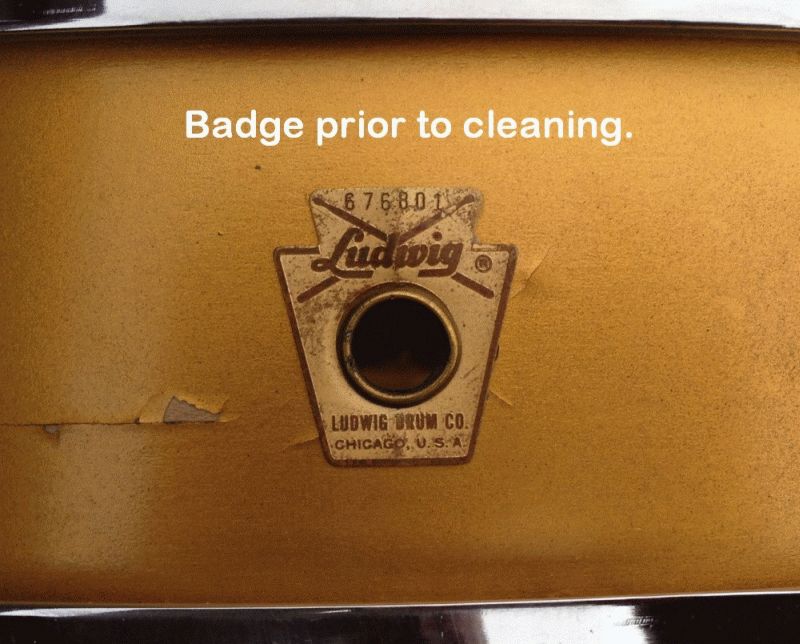 Badge prior to cleaning.
676801
Ludwig ®
LUDWIG DRUM CO.
CHICAGO, U.S.A.